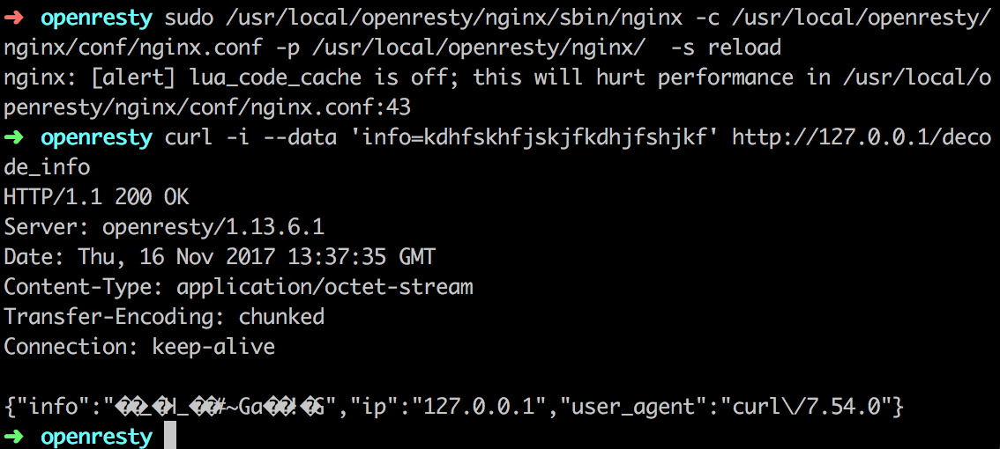 ➜ openresty sudo /usr/local/openresty/nginx/sbin/nginx -c /usr/local/openresty/
nginx/conf/nginx.conf -p /usr/local/openresty/nginx/  -s reload
nginx: [alert] lua_code_cache is off; this will hurt performance in /usr/local/o
penresty/nginx/conf/nginx.conf:43
➜ openresty curl -i --data 'info=kdhfskhfjskjfkdhjfshjkf' http://127.0.0.1/deco
de_info
HTTP/1.1 200 OK
Server: openresty/1.13.6.1
Date: Thu, 16 Nov 2017 13:37:35 GMT
Content-Type: application/octet-stream
Transfer-Encoding: chunked
Connection: keep-alive
{"info":"��_�H_��#~Ga��!�G","ip":"127.0.0.1","user_agent":"curl\/7.54.0"}
➜ openresty